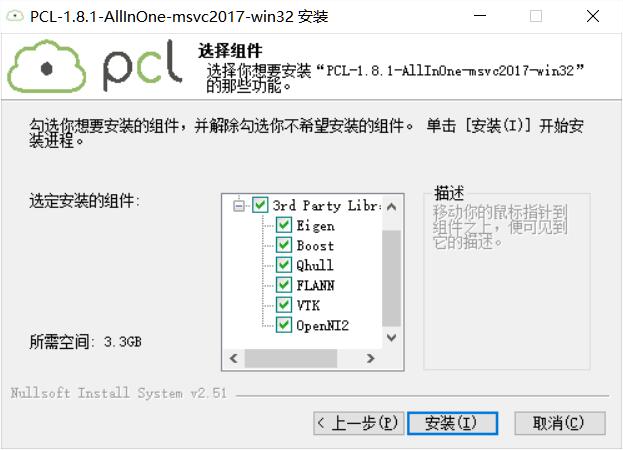 PCL-1.8.1-AllInOne-msvc2017-win32 安装
pcl
选择组件
选择你想要安装“PCL-1.8.1-AllInOne-msvc2017-win32”
的那些功能。
勾选你想要安装的组件，并解除勾选你不希望安装的组件。 单击 [安装(I)] 开始安
装进程。
选定安装的组件:
3rd Party Libra
Eigen
Boost
Qhull
FLANN
VTK
OpenNI2
描述
移动你的鼠标指针到
组件之上，便可见到
它的描述。
所需空间: 3.3GB
Nullsoft Install System v2.51
< 上一步(P)
安装(I)
取消(C)